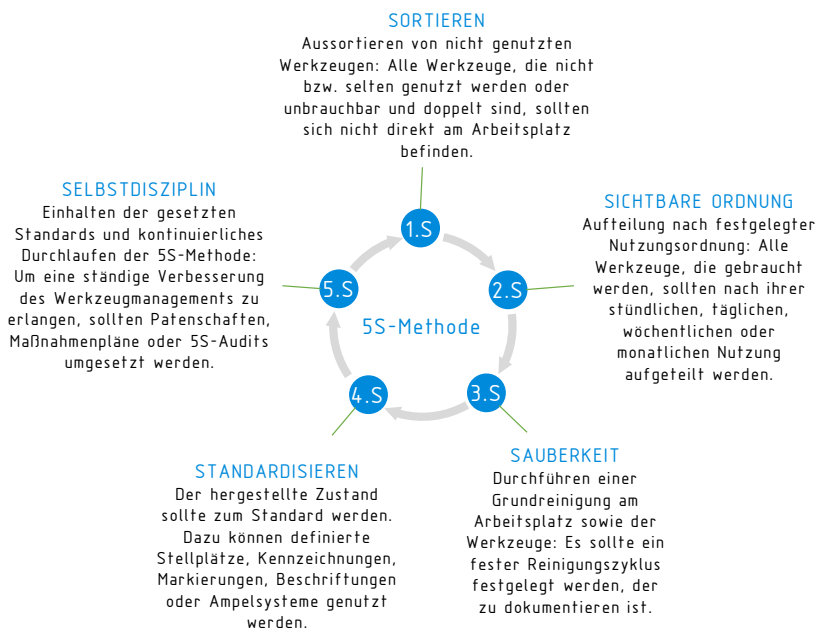 SORTIEREN
Aussortieren von nicht genutzten
Werkzeugen: Alle Werkzeuge, die nicht
bzw. selten genutzt werden oder
unbrauchbar und doppelt sind, sollten
sich nicht direkt am Arbeitsplatz
befinden.
SICHTBARE ORDNUNG
Aufteilung nach festgelegter
Nutzungsordnung: Alle
Werkzeuge, die gebraucht
werden, sollten nach ihrer
stündlichen, täglichen,
wöchentlichen oder
monatlichen Nutzung
aufgeteilt werden.
SAUBERKEIT
Durchführen einer
Grundreinigung am
Arbeitsplatz sowie der
Werkzeuge: Es sollte ein
fester Reinigungszyklus
festgelegt werden, der
zu dokumentieren ist.
STANDARDISIEREN
Der hergestellte Zustand
sollte zum Standard werden.
Dazu können definierte
Stellplätze, Kennzeichnungen,
Markierungen, Beschriftungen
oder Ampelsysteme genutzt
werden.
SELBSTDISZIPLIN
Einhalten der gesetzten
Standards und kontinuierliches
Durchlaufen der 5S-Methode:
Um eine ständige Verbesserung
des Werkzeugmanagements zu
erlangen, sollten Patenschaften,
Maßnahmenpläne oder 5S-Audits
umgesetzt werden.
1.S
2.S
3.S
4.S
5.S
5S-Methode